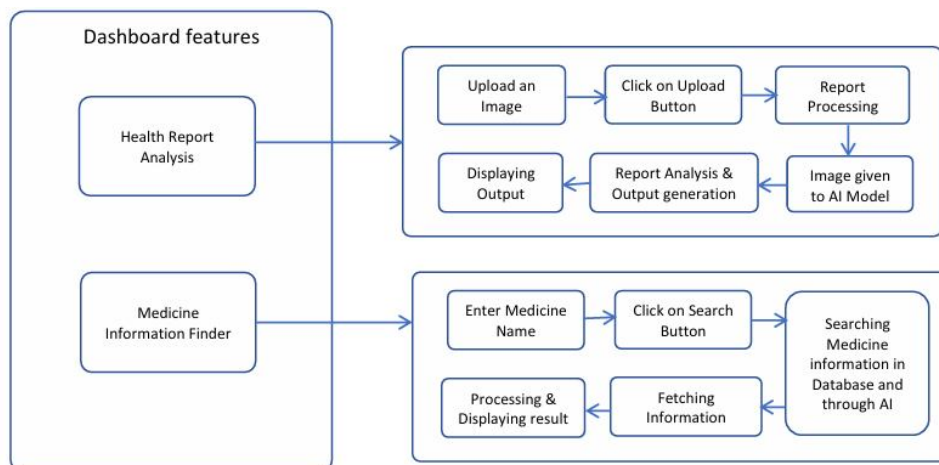 Dashboard features
Health Report
Analysis
Medicine
Information Finder
Upload an
Image
Click on Upload
Button
Report
Processing
Image given
to AI Model
Report Analysis &
Output generation
Displaying
Output
Enter Medicine
Name
Click on Search
Button
Searching
Medicine
information in
Database and
through AI
Fetching
Information
Processing &
Displaying result